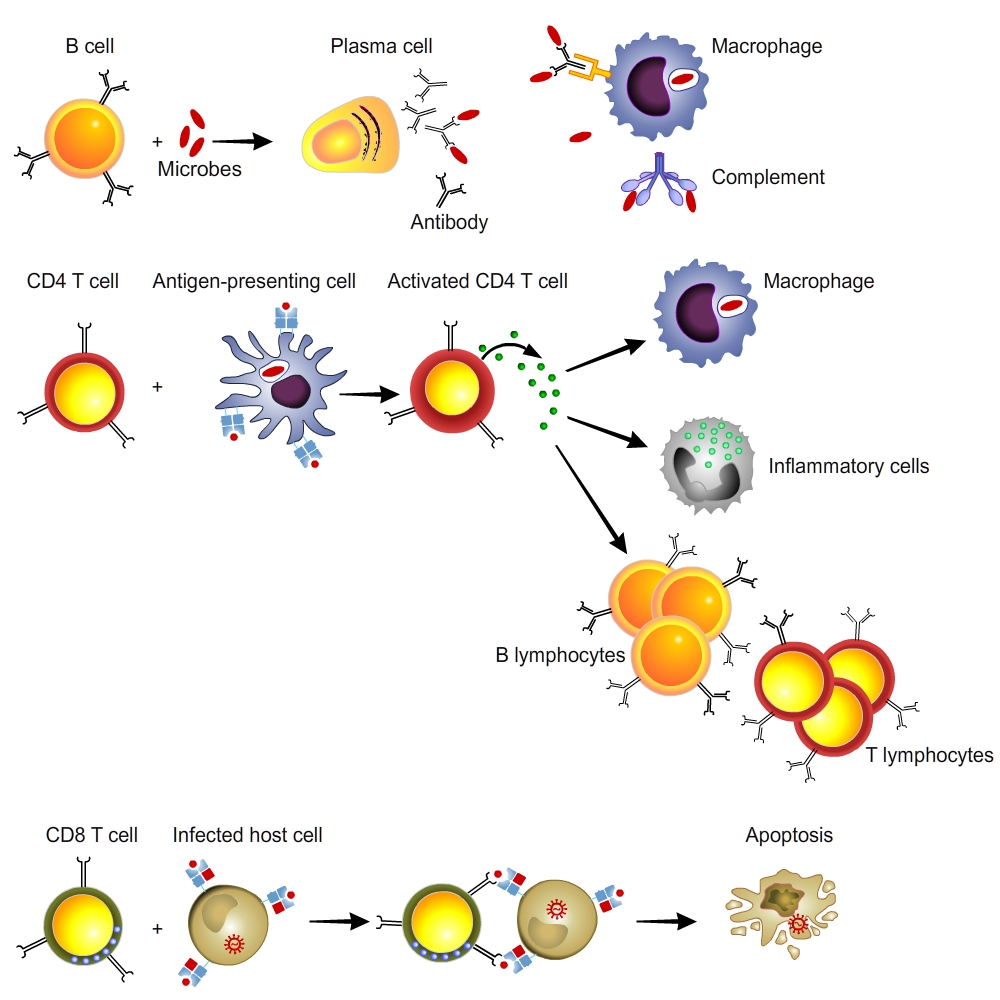 B cell
Plasma cell
Macrophage
+
Microbes
Complement
Antibody
CD4 T cell
Antigen-presenting cell
Activated CD4 T cell
Macrophage
+
Inflammatory cells
B lymphocytes
T lymphocytes
CD8 T cell
Infected host cell
Apoptosis
+